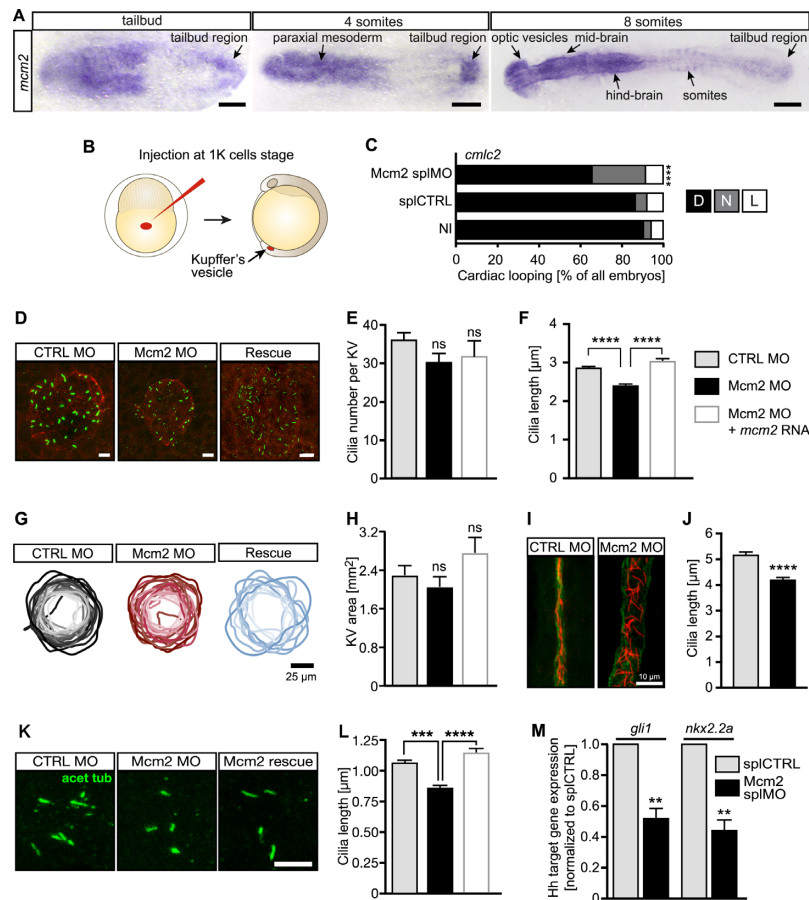 A
tailbud
4 somites
8 somites
mcm2
tailbud region
paraxial mesoderm
tailbud region
optic vesicles
mid-brain
tailbud region
hind-brain
somites
B
Injection at 1K cells stage
Kupffer's
vesicle
C
cmlc2
Mcm2 splMO
splCTRL
NI
****
0 20 40 60 80 100
Cardiac looping [% of all embryos]
D N L
D
CTRL MO
Mcm2 MO
Rescue
E
Cilia number per KV
40
30
20
10
0
ns
ns
F
Cilia length [µm]
4
3
2
1
0
****
****
CTRL MO
Mcm2 MO
Mcm2 MO
+ mcm2 RNA
G
CTRL MO
Mcm2 MO
Rescue
25 µm
H
KV area [mm2]
3.2
2.4
1.6
0
ns
ns
I
CTRL MO
Mcm2 MO
10 µm
J
Cilia length [µm]
6
5
4
3
2
1
0
****
K
CTRL MO
Mcm2 MO
Mcm2 rescue
acet tub
L
Cilia length [µm]
1.25
1.00
0.75
0.50
0.25
0
***
****
M
gli1
nkx2.2a
Hh target gene expression
[normalized to splCTRL]
1.0
0.8
0.6
0.4
0.2
0
**
**
splCTRL
Mcm2
splMO